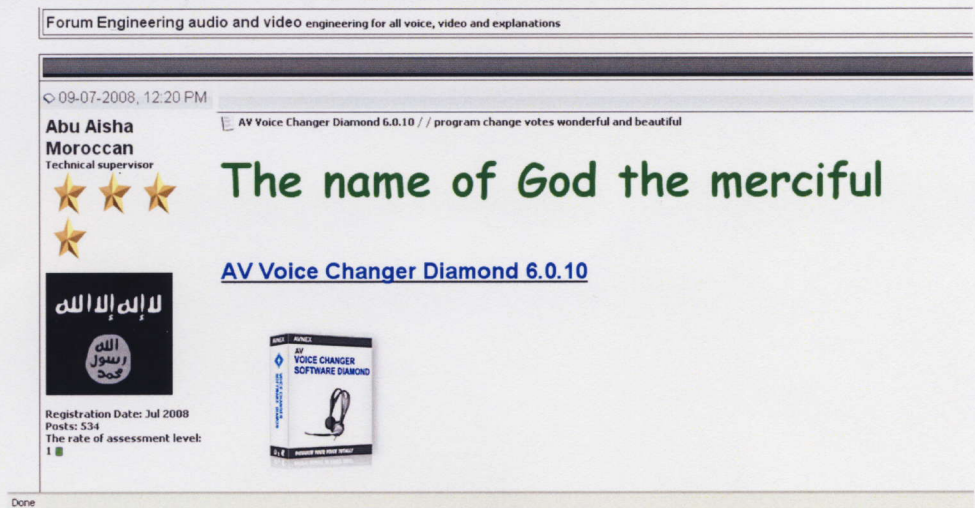 Forum Engineering audio and video engineering for all voice, video and explanations
09-07-2008, 12:20 PM
Abu Aisha
Moroccan
Technical supervisor
AV Voice Changer Diamond 6.0.10 / / program change votes wonderful and beautiful
The name of God the merciful
AV Voice Changer Diamond 6.0.10
لا إله إلا الله
الله
رسول
محمد
AVNEX AVNEX
AV
VOICE CHANGER
SOFTWARE DIAMOND
Registration Date: Jul 2008
Posts: 534
The rate of assessment level:
1
Done